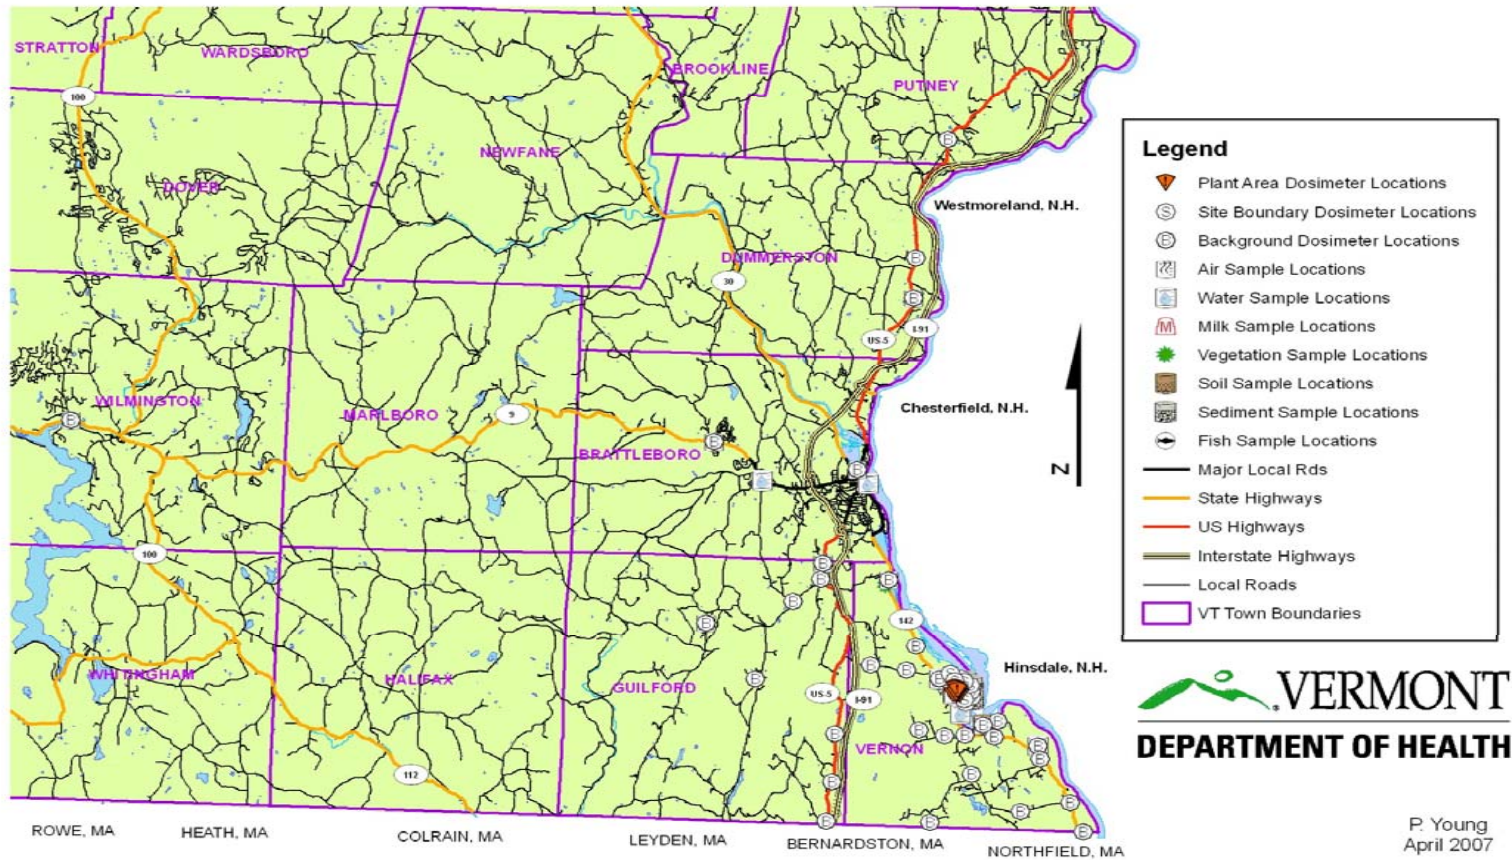 STRATTON
WARDSBORO
BROOKLINE
PUTNEY
100
NEWFANE
DOVER
B
Westmoreland, N.H.
DUMMERSTON
B
30
B
I-91
US-5
WILMINGTON
B
MARLBORO
9
Chesterfield, N.H.
BRATTLEBORO
B
B
100
B
B
B
B
B
142
B
Hinsdale, N.H.
B
B
B
WHITINGHAM
HALIFAX
GUILFORD
B
US-5
I-91
B
VERNON
B
B
B
B
B
B
B
B
B
112
B
B
B
B
B
B
B
B
ROWE, MA
HEATH, MA
COLRAIN, MA
LEYDEN, MA
BERNARDSTON, MA
NORTHFIELD, MA
Legend
Plant Area Dosimeter Locations
S Site Boundary Dosimeter Locations
B Background Dosimeter Locations
Air Sample Locations
Water Sample Locations
M Milk Sample Locations
Vegetation Sample Locations
Soil Sample Locations
Sediment Sample Locations
Fish Sample Locations
Major Local Rds
State Highways
US Highways
Interstate Highways
Local Roads
VT Town Boundaries
N
VERMONT
DEPARTMENT OF HEALTH
P. Young
April 2007